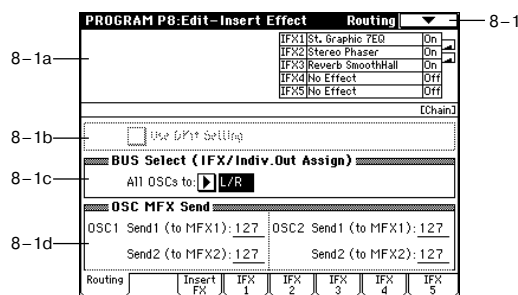 PROGRAM P8:Edit-Insert Effect Routing
8-1
IFX1 St. Graphic 7EQ On
IFX2 Stereo Phaser On
8-1a
IFX3 Reverb SmoothHall On
IFX4 No Effect Off
IFX5 No Effect Off
[Chain]
8-1b
Use DKit Setting
BUS Select (IFX/Indiv.Out Assign)
8-1c
All OSCs to: L/R
OSC MFX Send
OSC1 Send1 (to MFX1): 127 OSC2 Send1 (to MFX1): 127
8-1d
Send2 (to MFX2): 127 Send2 (to MFX2): 127
Routing Insert FX IFX 1 IFX 2 IFX 3 IFX 4 IFX 5